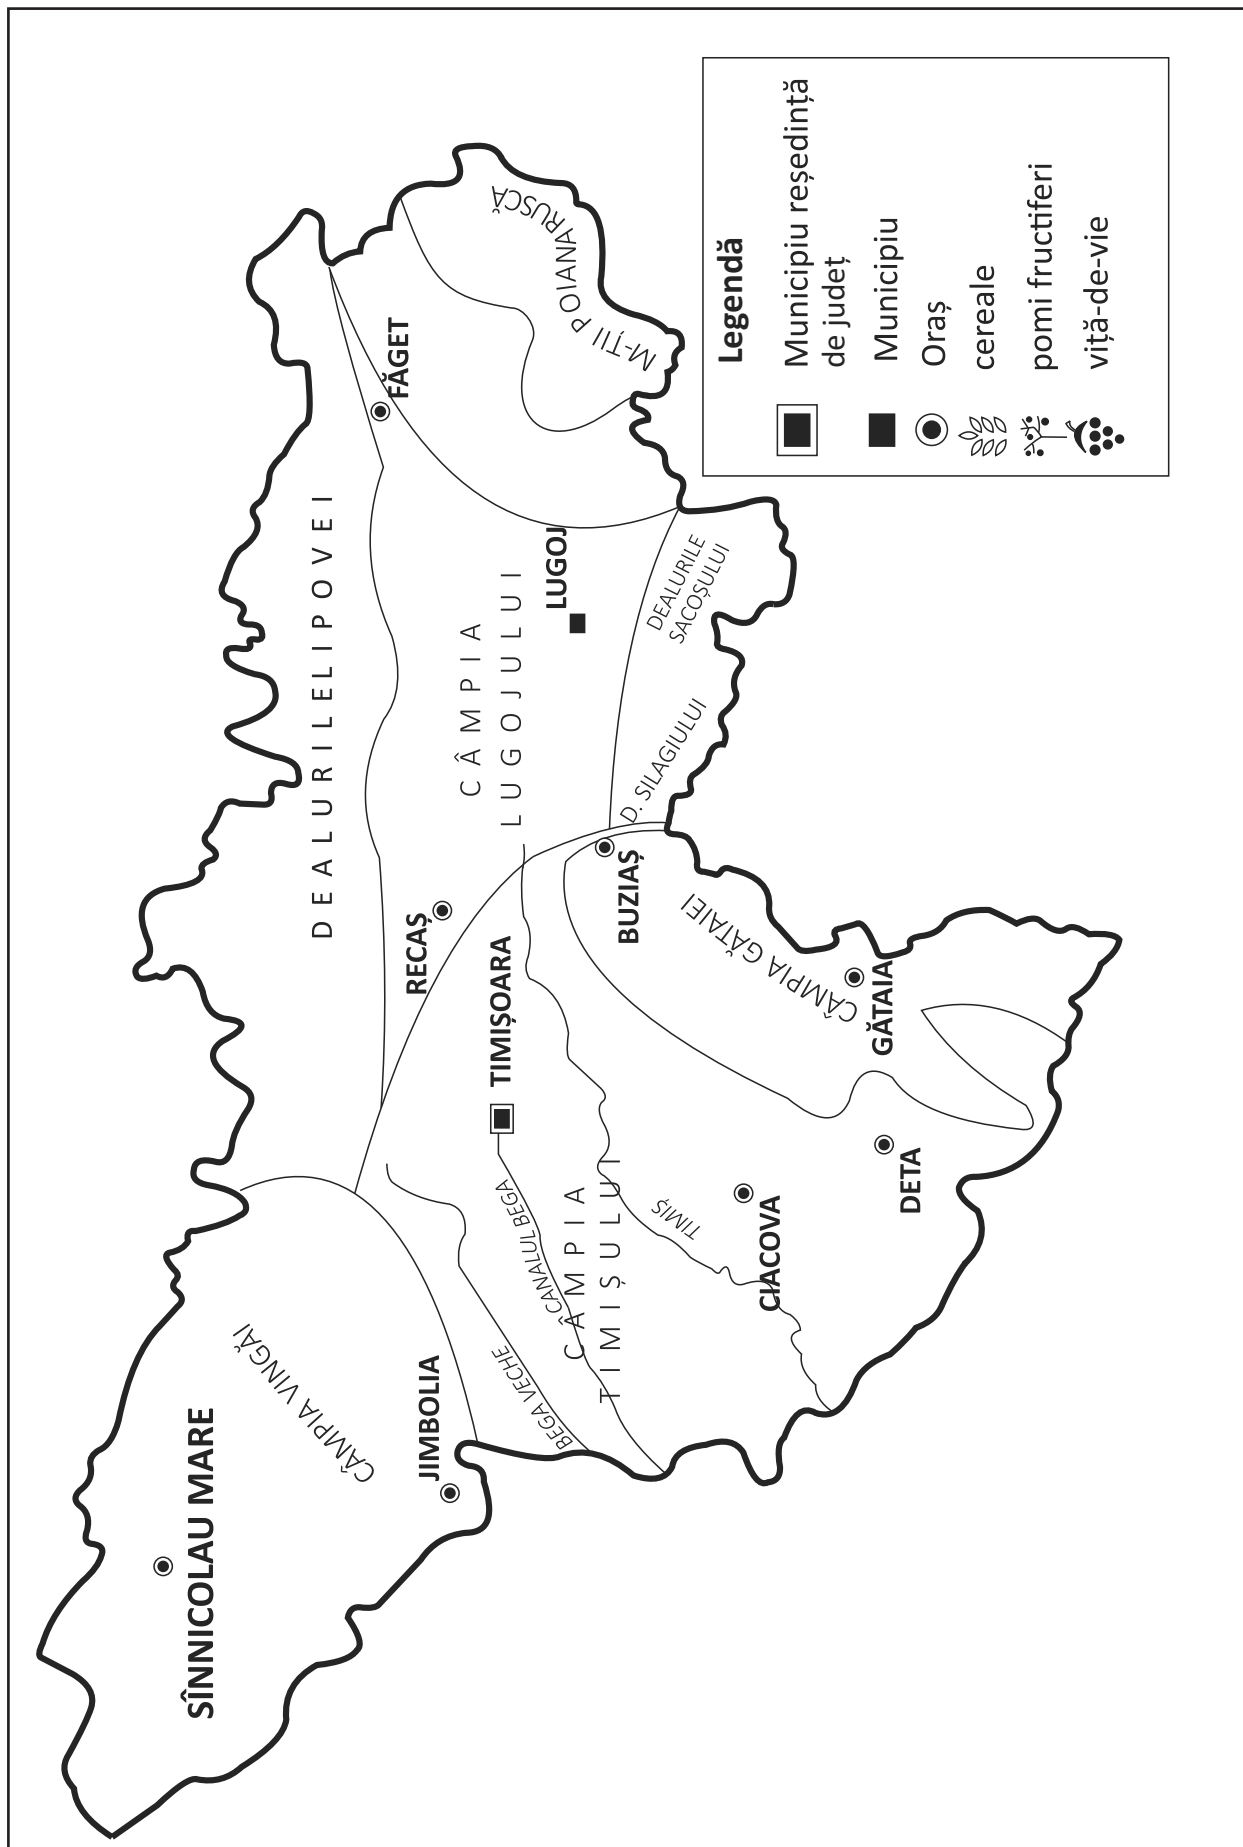 SÎNNICOLAU MARE
CÂMPIA VINGĂI
JIMBOLIA
DEALURILE LIPOVEI
FĂGET
M-ȚII POIANA RUSCĂ
CÂMPIA
LUGOJULUI
LUGOJ
RECAȘ
TIMIȘOARA
BEGA VECHE
CANALUL BEGA
CÂMPIA
TIMIȘULUI
TIMIȘ
BUZIAȘ
D. SILAGIULUI
DEALURILE
SACOȘULUI
CÂMPIA GĂTAIEI
GĂTAIA
CIACOVA
DETA
Legendă
Municipiu reședință
de județ
Municipiu
Oraș
cereale
pomi fructiferi
viță-de-vie